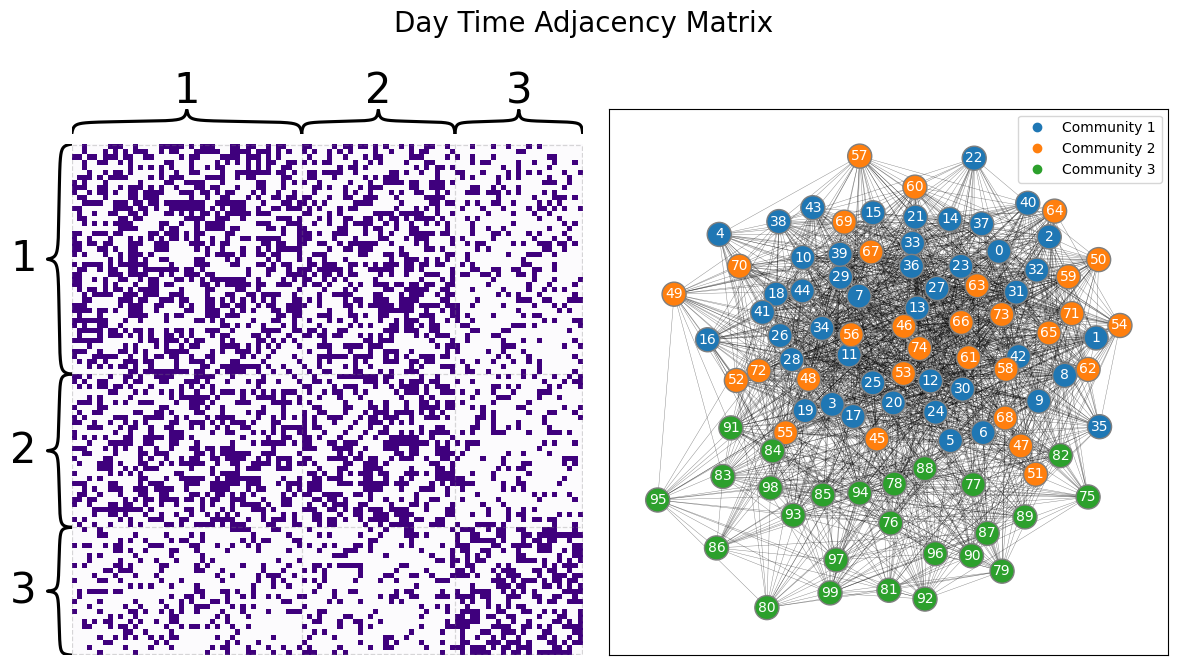 Day Time Adjacency Matrix
1 2 3
1
2
3
Community 1
Community 2
Community 3
57 22
60
43 15 21 14 40 64
38 69 37
4 33 2
10 39 67 0 50
70 36 23 32
29 63 59
49 18 44 7 27 31
41 13 73 71
16 26 34 56 46 66 65 1 54
28 11 74 61 42
52 72 48 25 53 12 30 58 8 62
19 3 17 20 24 9
55 45 5 6 68 35
91 84 47 82
83 98 88 51
95 85 94 78 77 75
93 76 87 89
86 97 96 90 79
80 99 81 92